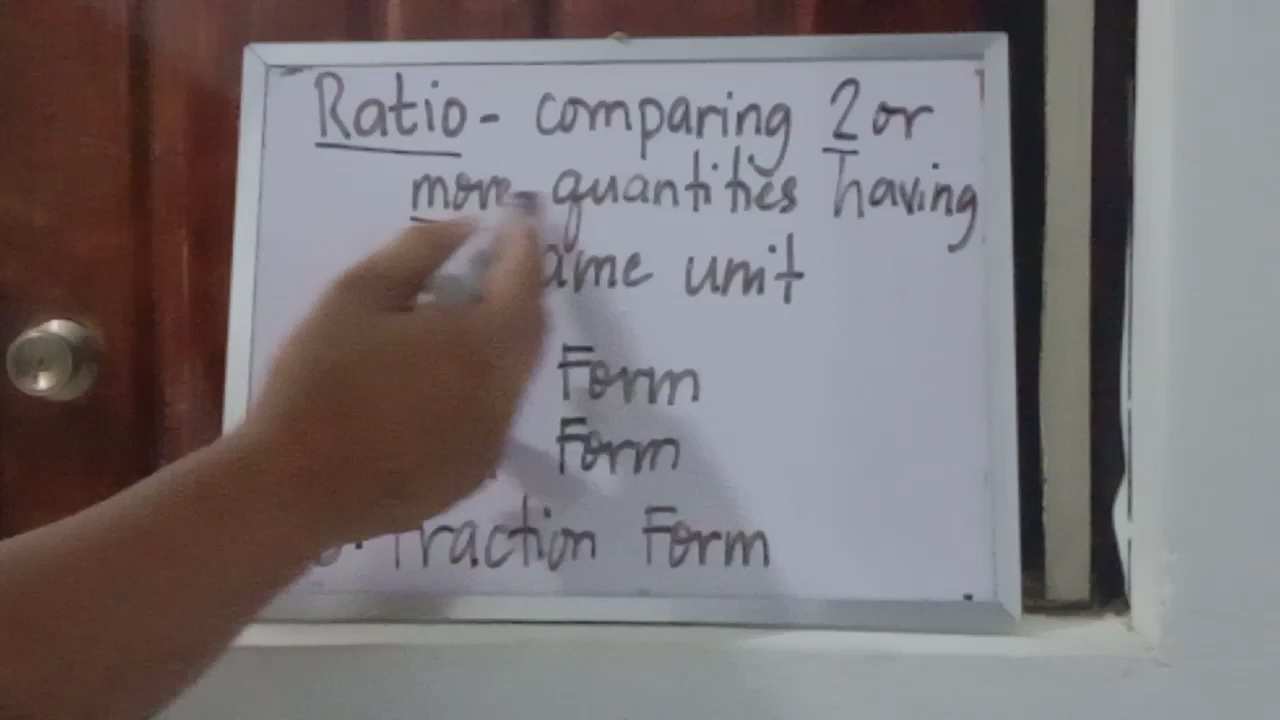 Ratio - comparing 2 or
more quantities having
ame unit
Form
Form
Fraction Form